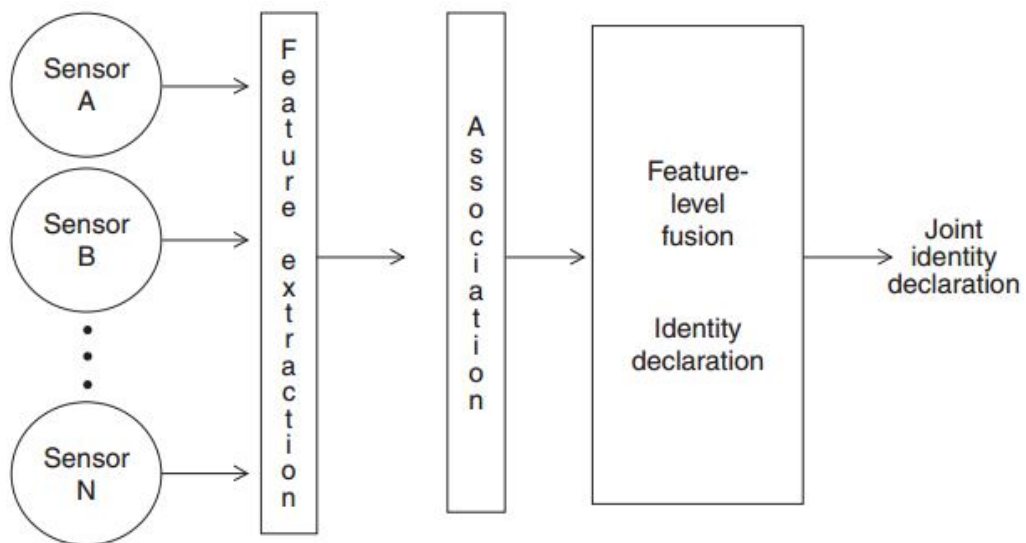 Sensor
A
Sensor
B
Sensor
N
Feature extraction
Association
Feature-
level
fusion
Identity
declaration
Joint
identity
declaration